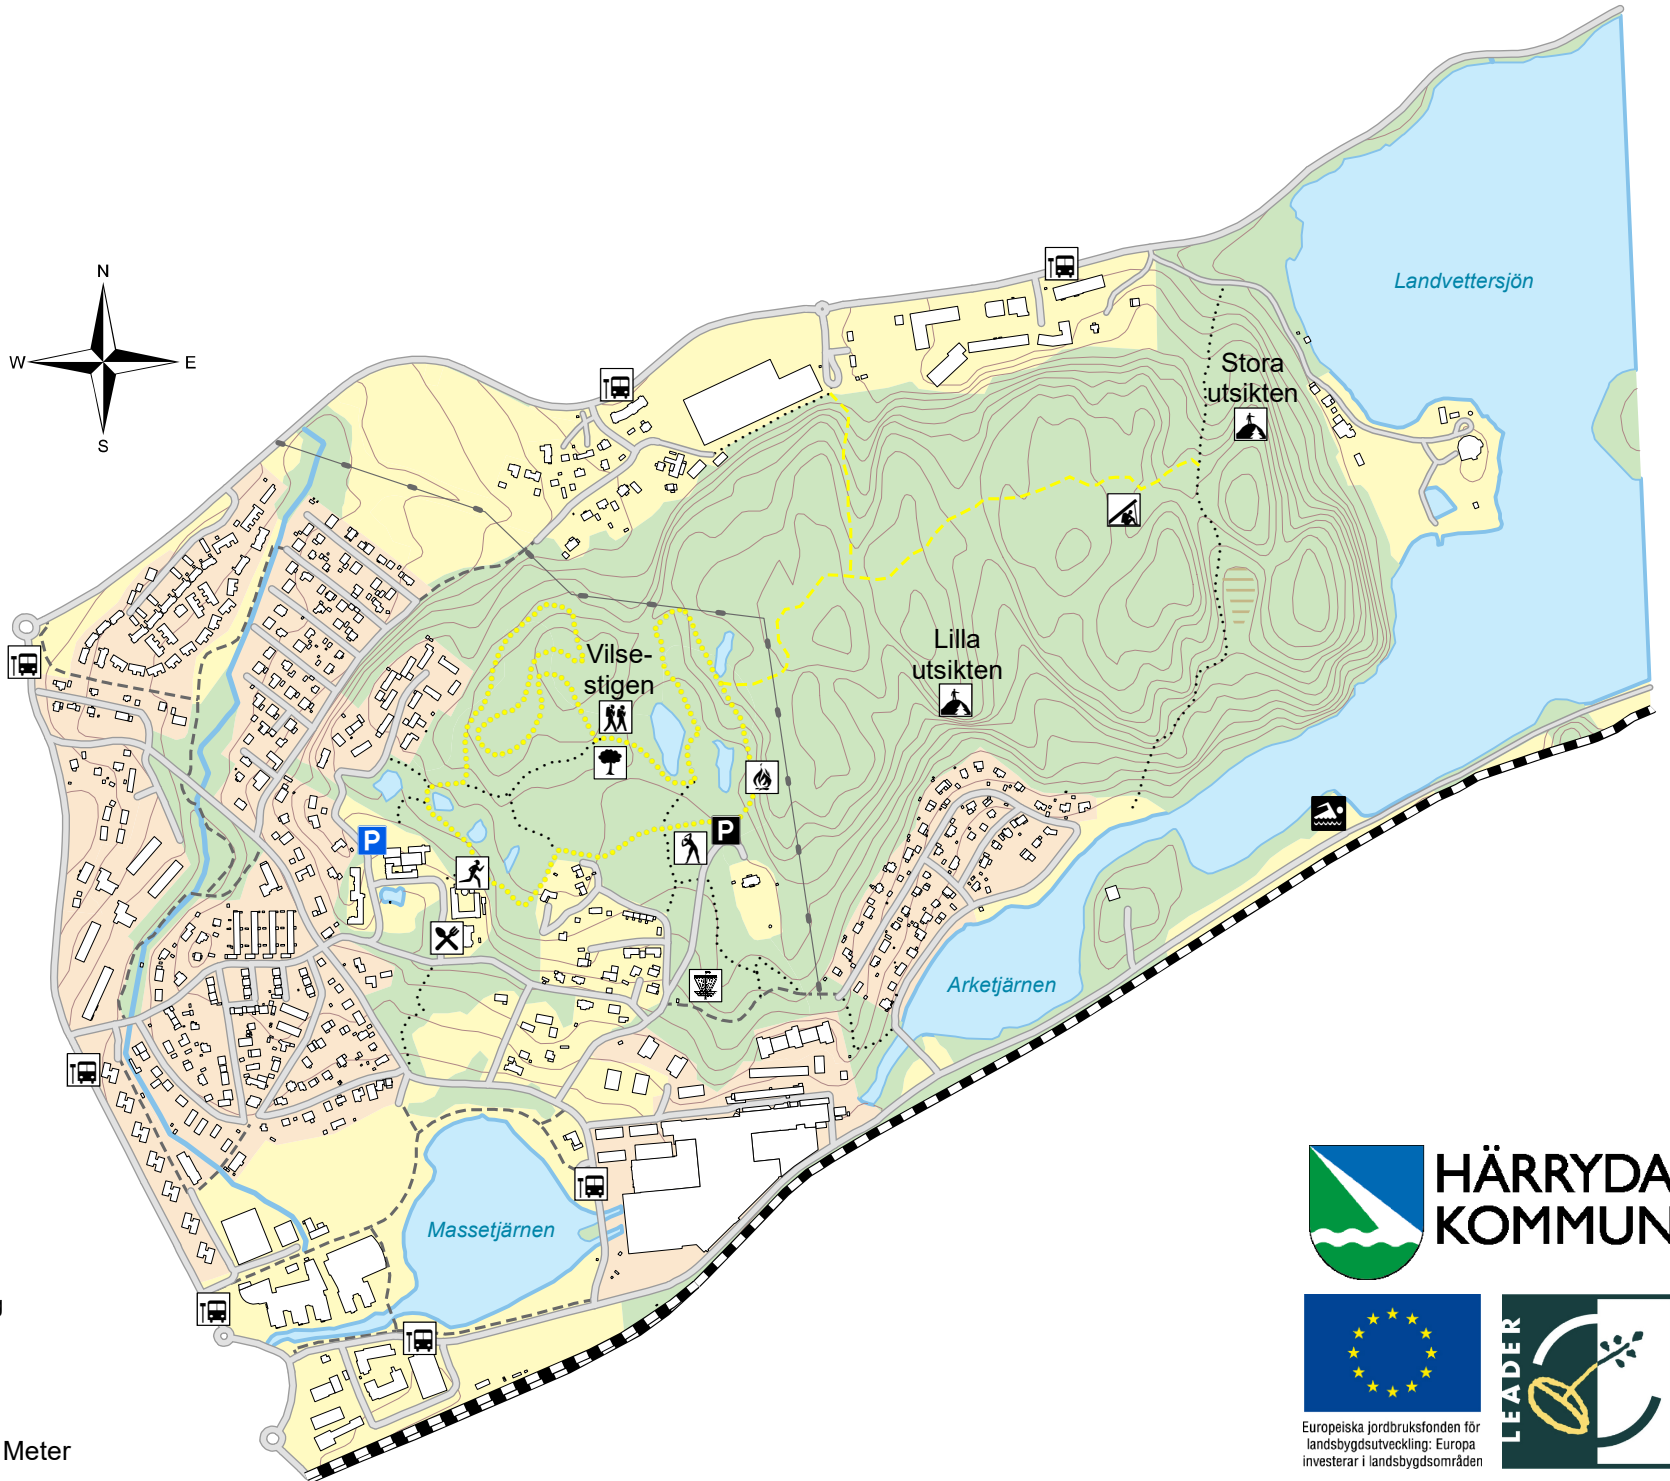 N
W
E
S
Landvettersjön
Stora
utsikten
Vilse-
stigen
Lilla
utsikten
P
P
Arketjärnen
Massetjärnen
HÄRRYDA
KOMMUN
LEADER
Europeiska jordbruksfonden för
landsbygdsutveckling: Europa
investerar i landsbygdsområden
Meter